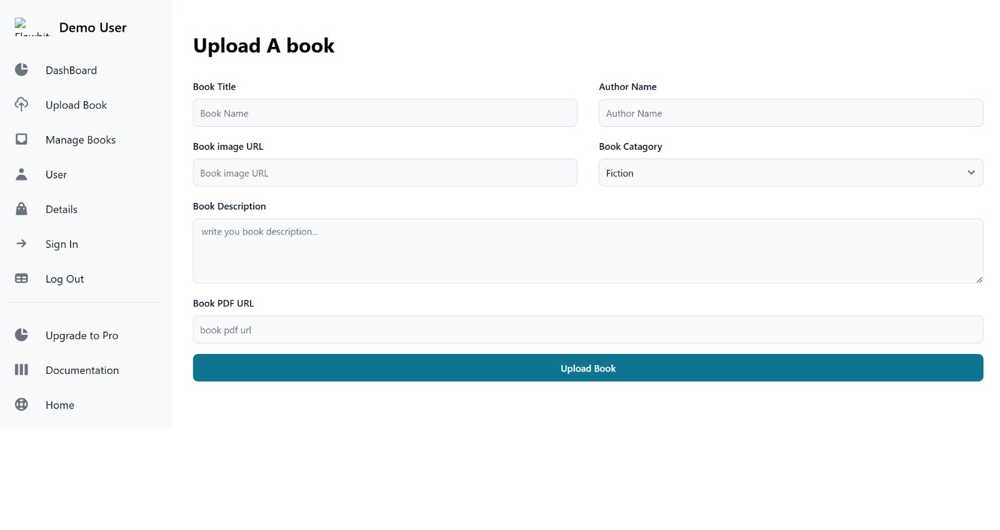 Demo User
DashBoard
Upload Book
Manage Books
User
Details
Sign In
Log Out
Upgrade to Pro
Documentation
Home
Upload A book
Book Title
Book Name
Author Name
Author Name
Book image URL
Book image URL
Book Catagory
Fiction
Book Description
write you book description...
Book PDF URL
book pdf url
Upload Book